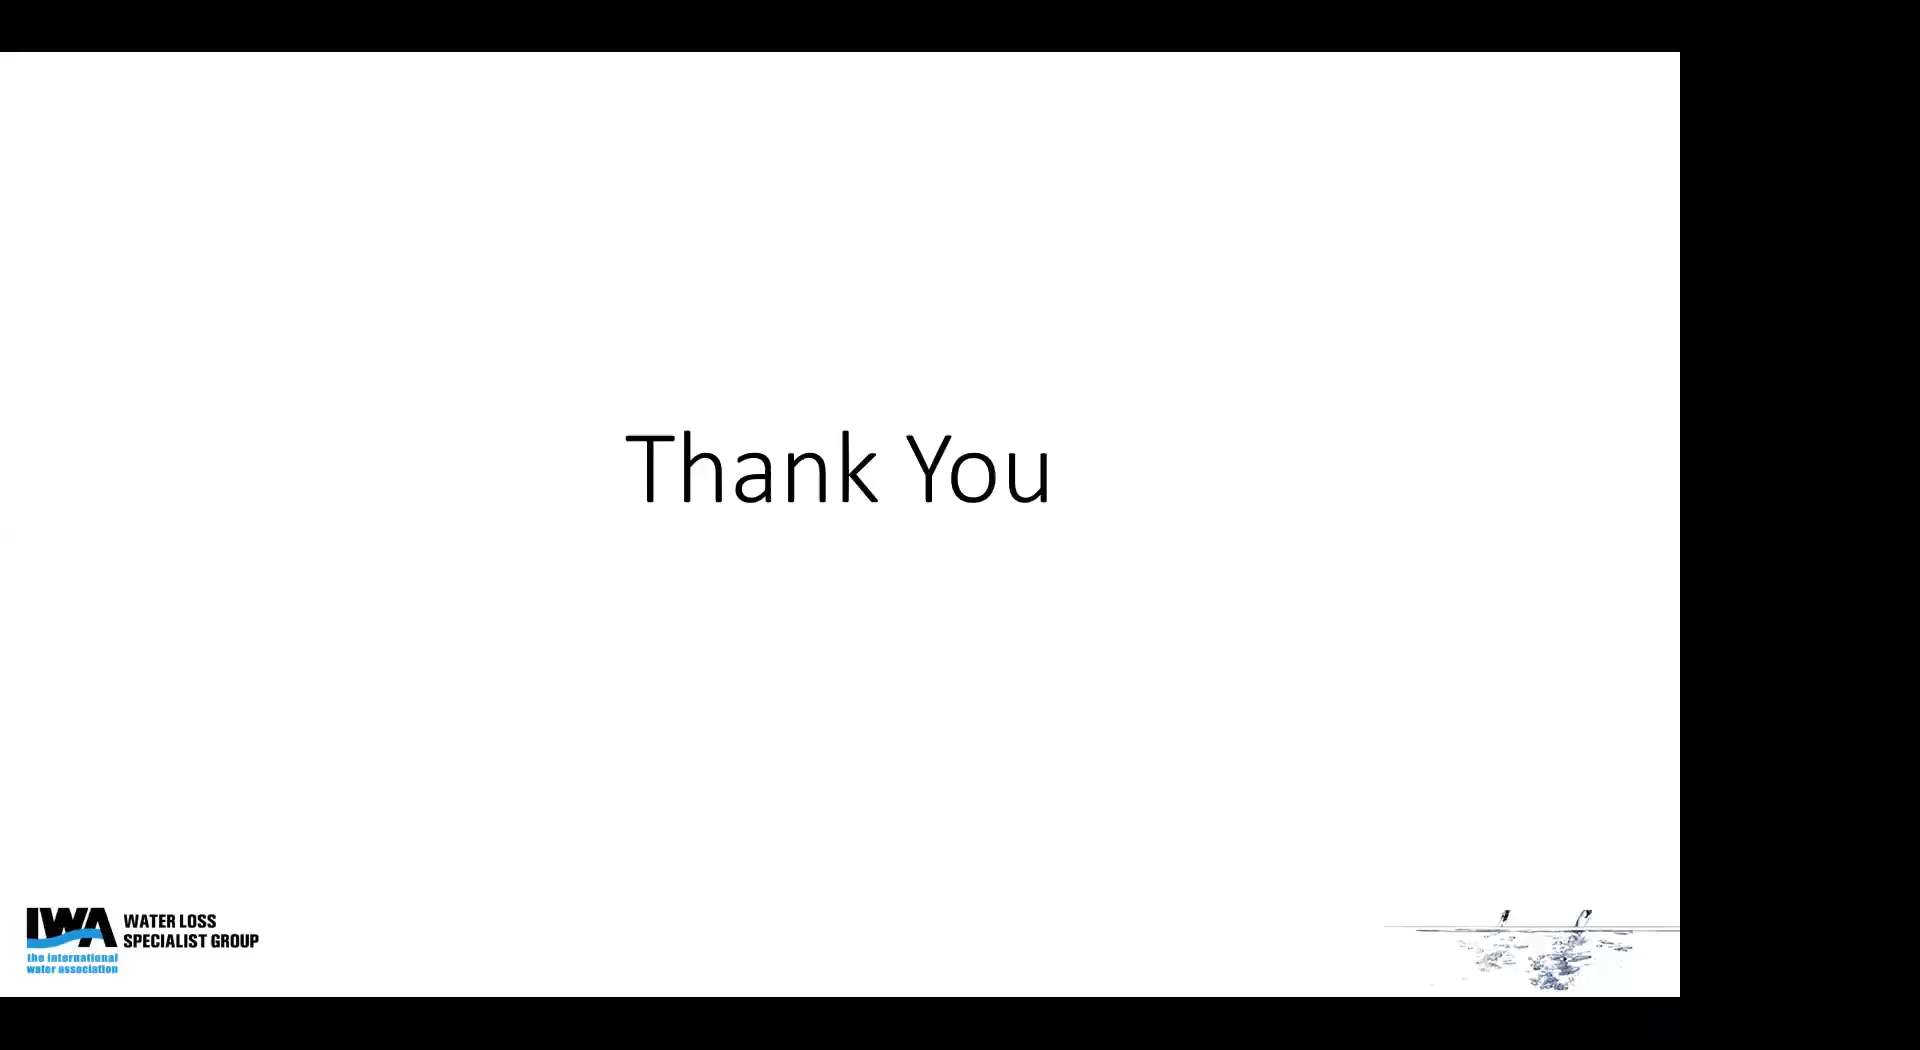 Thank You
IWA WATER LOSS
SPECIALIST GROUP
the international
water association